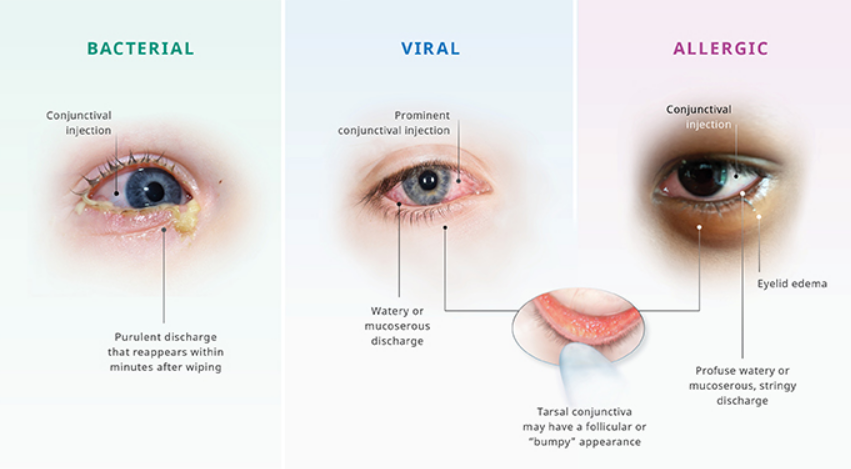 BACTERIAL
Conjunctival
injection
Purulent discharge
that reappears within
minutes after wiping
VIRAL
Prominent
conjunctival injection
Watery or
mucoserous
discharge
Tarsal conjunctiva
may have a follicular or
“bumpy” appearance
ALLERGIC
Conjunctival
injection
Eyelid edema
Profuse watery or
mucoserous, stringy
discharge